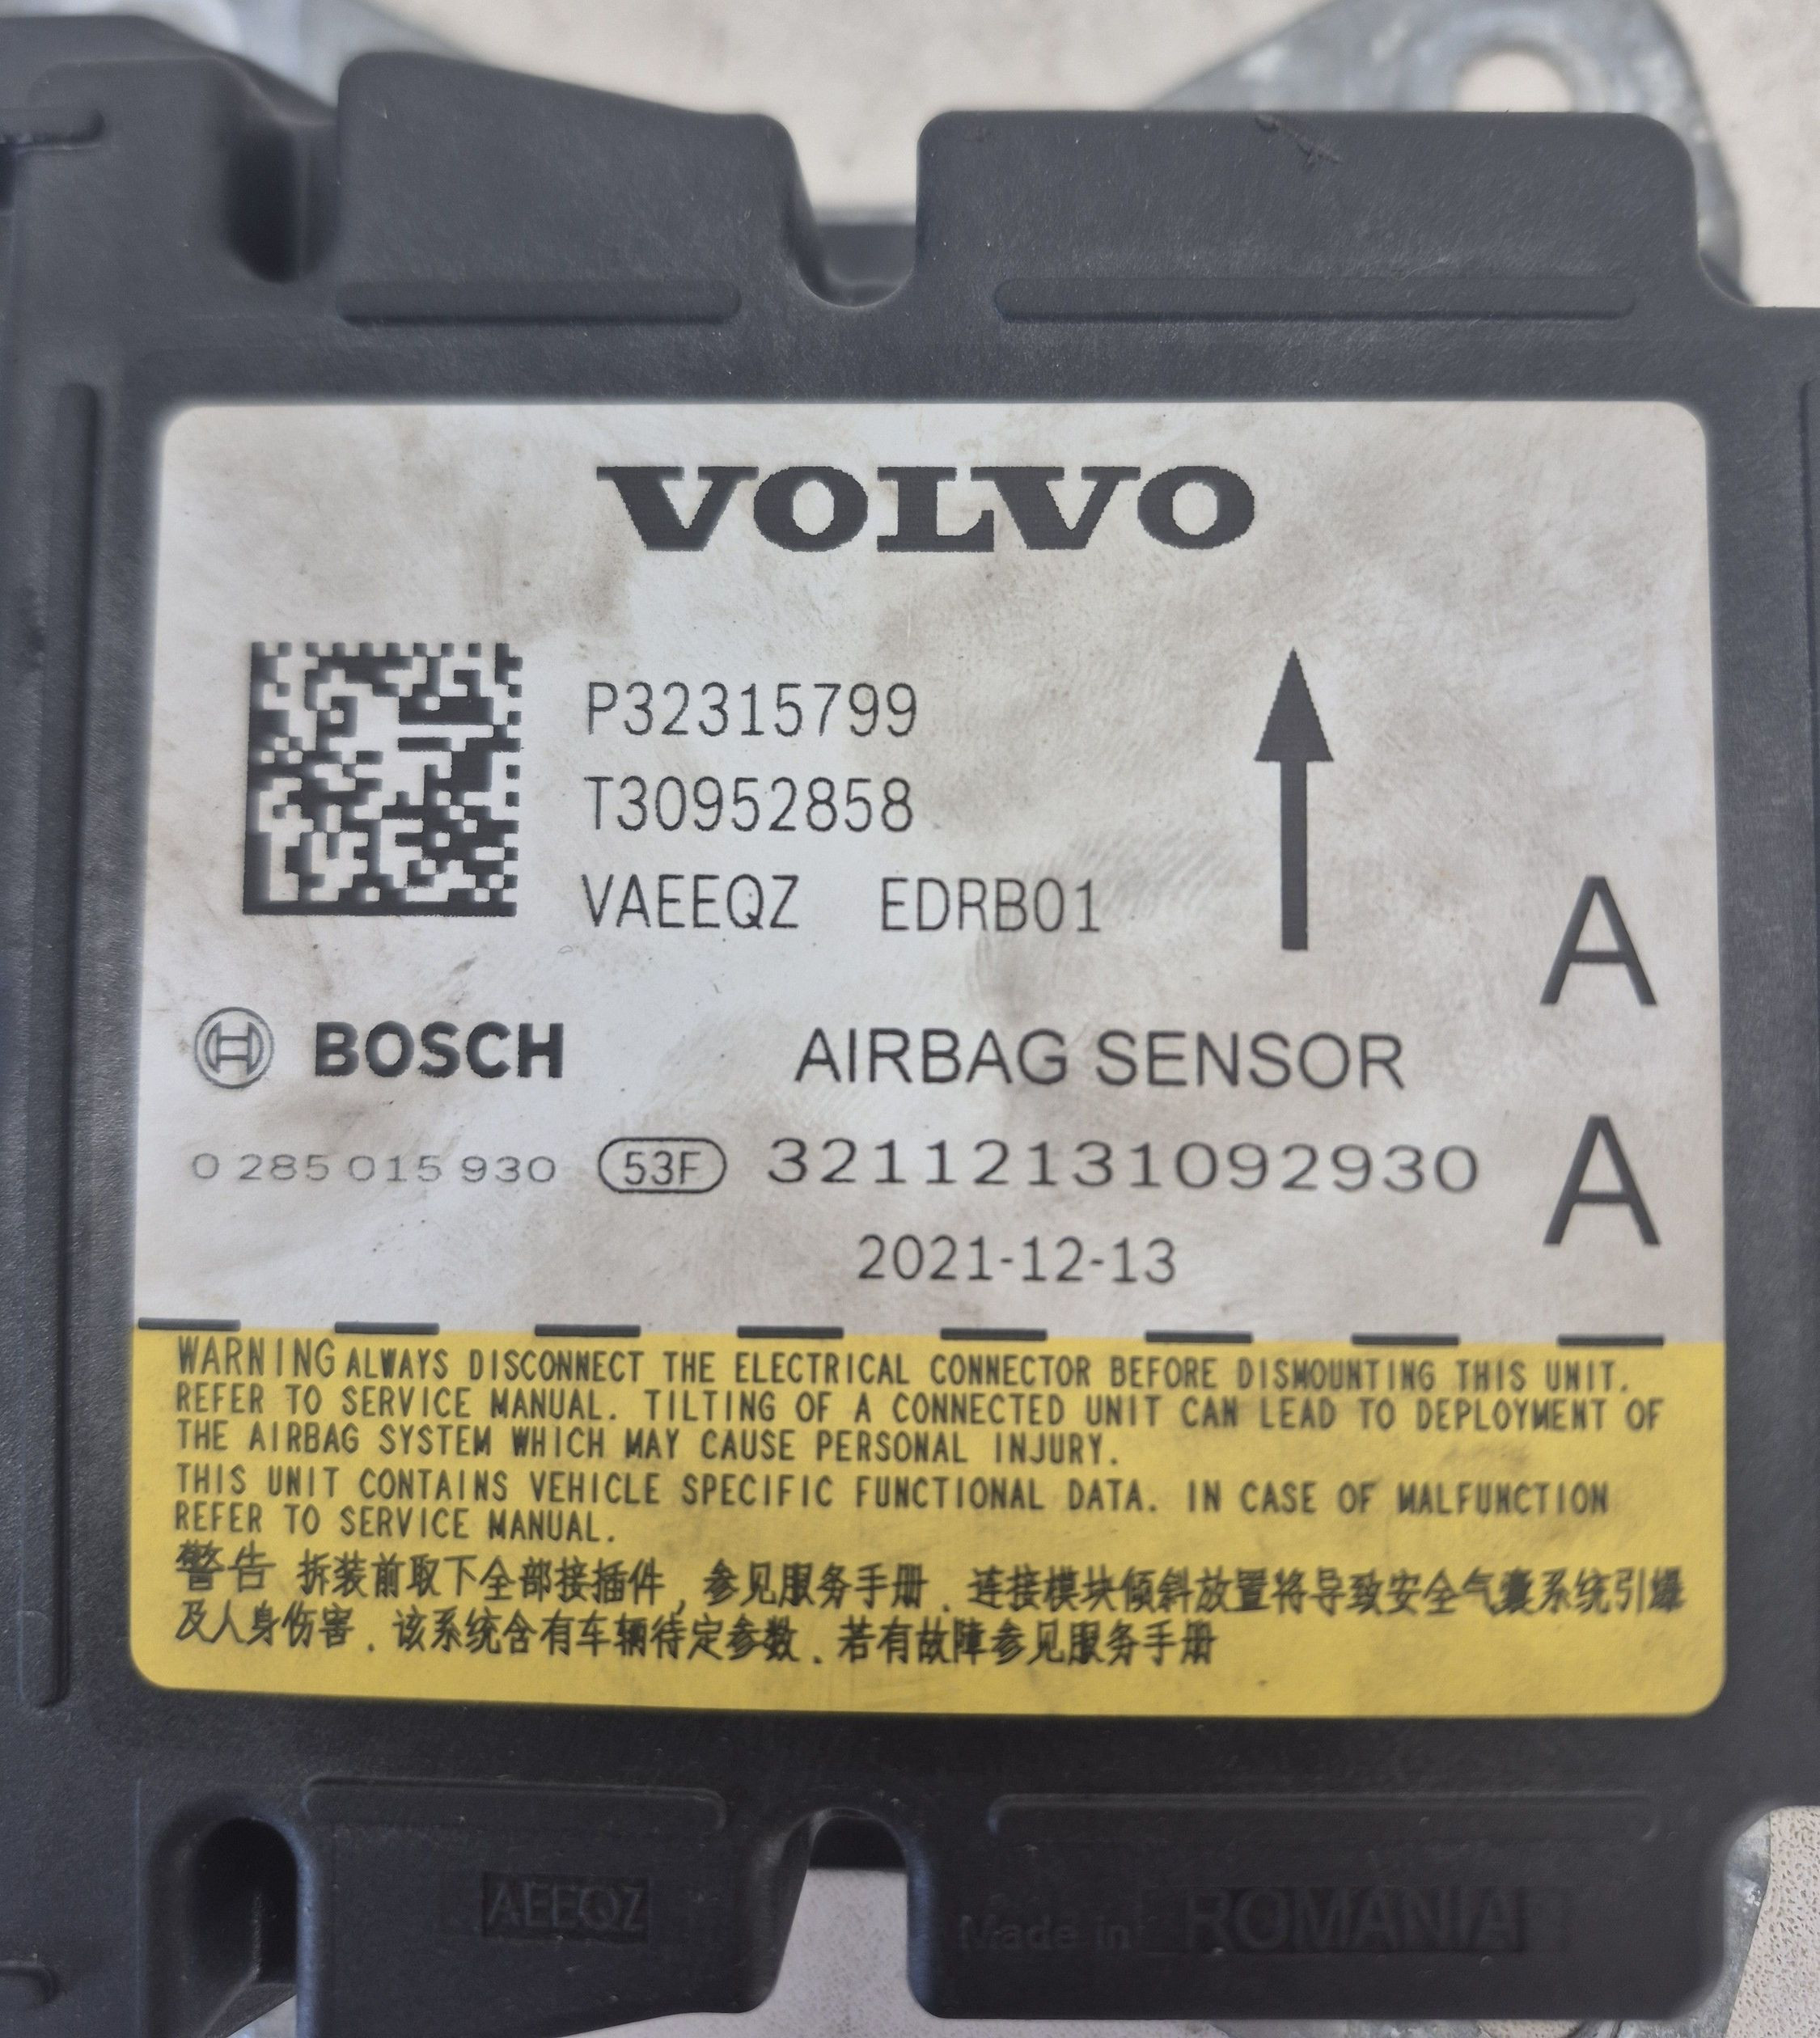 VOLVO
P32315799
T30952858
VAEEQZ EDRB01
A
BOSCH AIRBAG SENSOR
0 285 015 930 53F 32112131092930 A
2021-12-13
WARNING ALWAYS DISCONNECT THE ELECTRICAL CONNECTOR BEFORE DISMOUNTING THIS UNIT.
REFER TO SERVICE MANUAL. TILTING OF A CONNECTED UNIT CAN LEAD TO DEPLOYMENT OF
THE AIRBAG SYSTEM WHICH MAY CAUSE PERSONAL INJURY.
THIS UNIT CONTAINS VEHICLE SPECIFIC FUNCTIONAL DATA. IN CASE OF MALFUNCTION
REFER TO SERVICE MANUAL.
警告 拆装前取下全部接插件，参见服务手册．连接模块倾斜放置将导致安全气囊系统引爆
及人身伤害．该系统含有车辆待定参数．若有故障参见服务手册
AEEQZ Made in ROMANIA